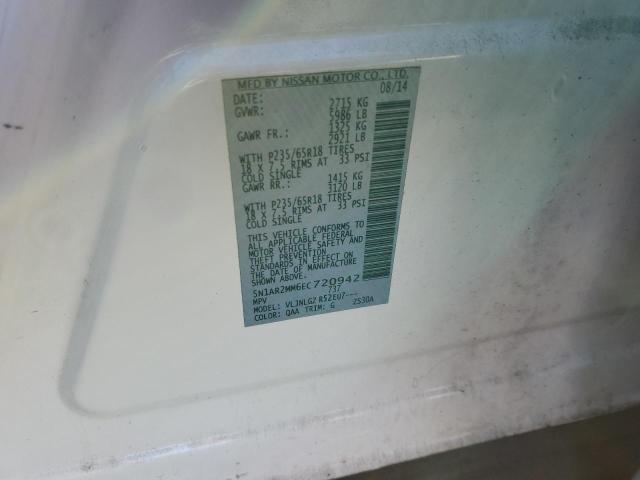 MFD BY NISSAN MOTOR CO., LTD.
DATE: 08/14
GVWR: 2715 KG
5986 LB
GAWR FR.: 1325 KG
2921 LB
WITH P235/65R18 TIRES
18 X 7.5 RIMS AT 33 PSI
COLD SINGLE
GAWR RR.: 1415 KG
3120 LB
WITH P235/65R18 TIRES
18 X 7.5 RIMS AT 33 PSI
COLD SINGLE
THIS VEHICLE CONFORMS TO
ALL APPLICABLE FEDERAL
MOTOR VEHICLE SAFETY AND
THEFT PREVENTION
STANDARDS IN EFFECT ON
THE DATE OF MANUFACTURE
SHOWN ABOVE.
5N1AR2MM6EC720942
MPV 737
MODEL: VLJNLGZ R52EU7---
COLOR: QAA TRIM: G 2S30A